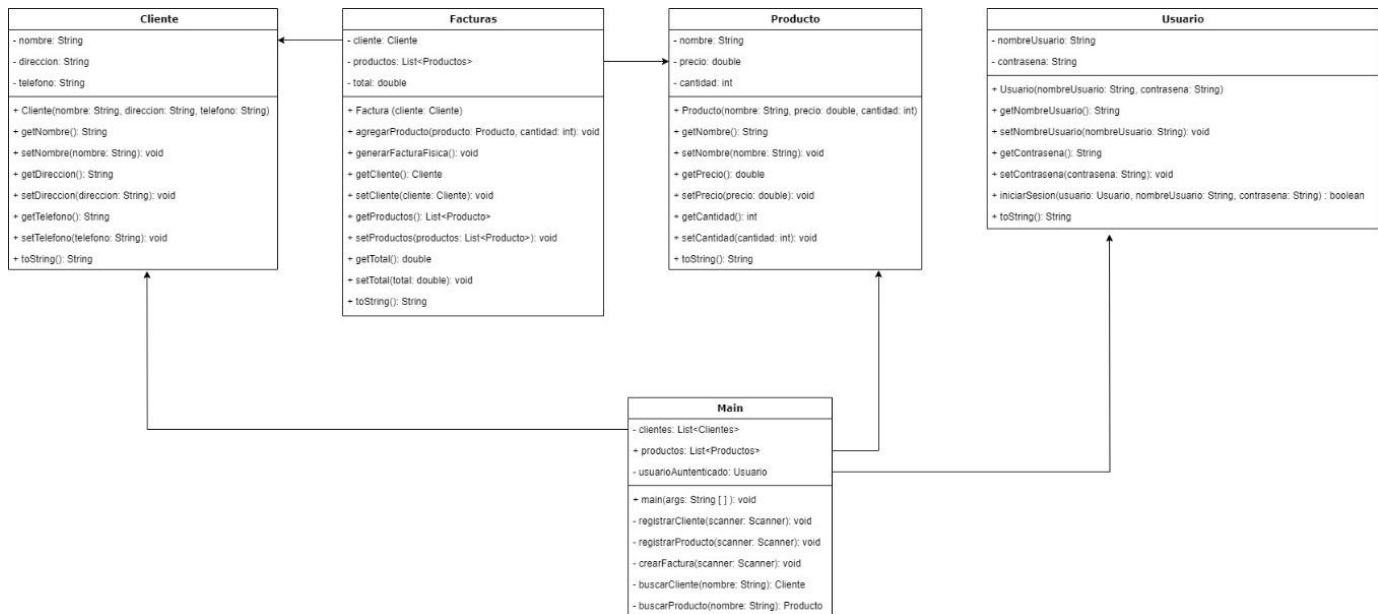 Cliente
- nombre: String
- direccion: String
- telefono: String
+ Cliente(nombre: String, direccion: String, telefono: String)
+ getNombre(): String
+ setNombre(nombre: String): void
+ getDireccion(): String
+ setDireccion(direccion: String): void
+ getTelefono(): String
+ setTelefono(telefono: String): void
+ toString(): String
Facturas
- cliente: Cliente
- productos: List<Productos>
- total: double
+ Factura (cliente: Cliente)
+ agregarProducto(producto: Producto, cantidad: int): void
+ generarFacturaFisica(): void
+ getCliente(): Cliente
+ setCliente(cliente: Cliente): void
+ getProductos(): List<Producto>
+ setProductos(productos: List<Producto>): void
+ getTotal(): double
+ setTotal(total: double): void
+ toString(): String
Producto
- nombre: String
- precio: double
- cantidad: int
+ Producto(nombre: String, precio: double, cantidad: int)
+ getNombre(): String
+ setNombre(nombre: String): void
+ getPrecio(): double
+ setPrecio(precio: double): void
+ getCantidad(): int
+ setCantidad(cantidad: int): void
+ toString(): String
Usuario
- nombreUsuario: String
- contrasena: String
+ Usuario(nombreUsuario: String, contrasena: String)
+ getNombreUsuario(): String
+ setNombreUsuario(nombreUsuario: String): void
+ getContrasena(): String
+ setContrasena(contrasena: String): void
+ iniciarSesion(usuario: Usuario, nombreUsuario: String, contrasena: String) : boolean
+ toString(): String
Main
- clientes: List<Clientes>
+ productos: List<Productos>
- usuarioAuntenticado: Usuario
+ main(args: String [ ] ): void
- registrarCliente(scanner: Scanner): void
- registrarProducto(scanner: Scanner): void
- crearFactura(scanner: Scanner): void
- buscarCliente(nombre: String): Cliente
- buscarProducto(nombre: String): Producto